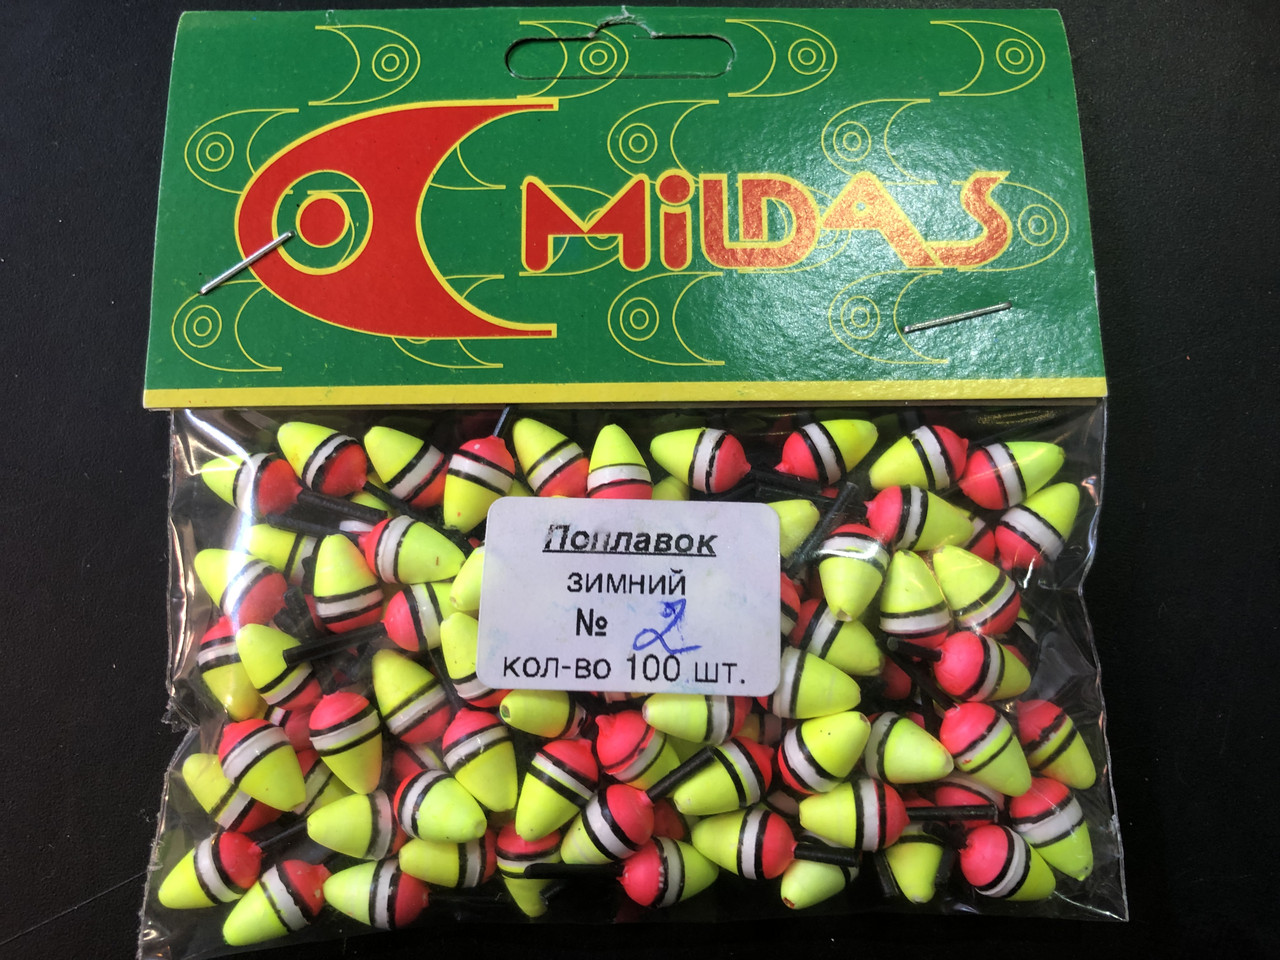 MiLDAS
Поплавок
зимний
№ 2
кол-во 100 шт.